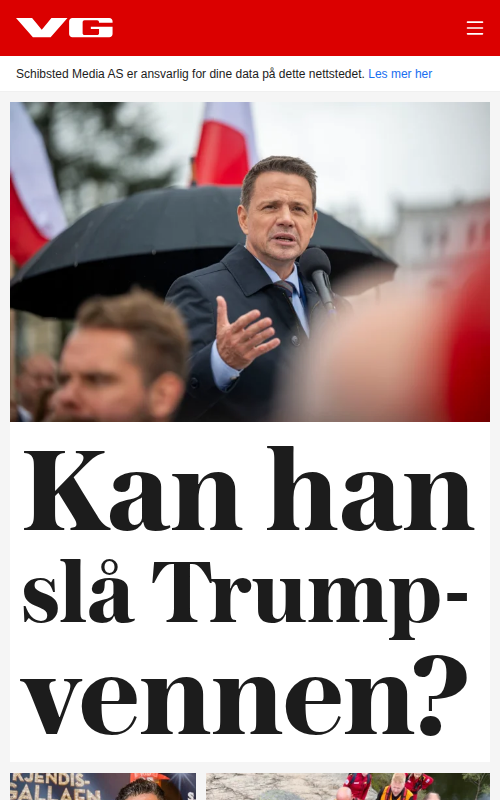 VG
Schibsted Media AS er ansvarlig for dine data på dette nettstedet. Les mer her
Kan han
slå Trump-
vennen?
KJENDIS-
GALLAEN